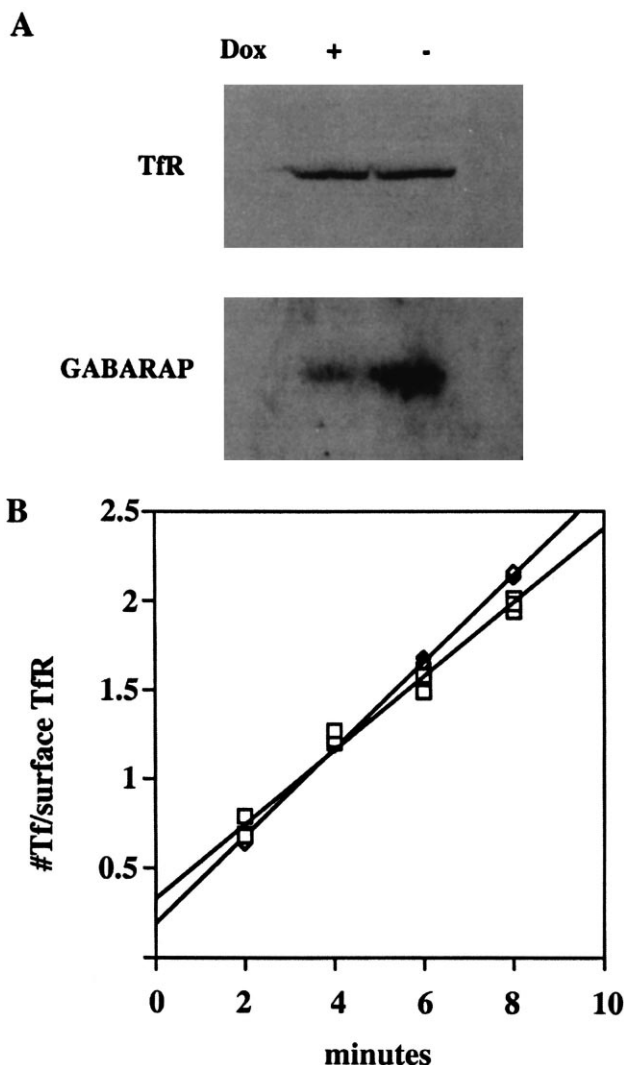 A
Dox + -
TfR
GABARAP
B
#Tf/surface TfR
2.5
2
1.5
1
0.5
0 2 4 6 8 10
minutes